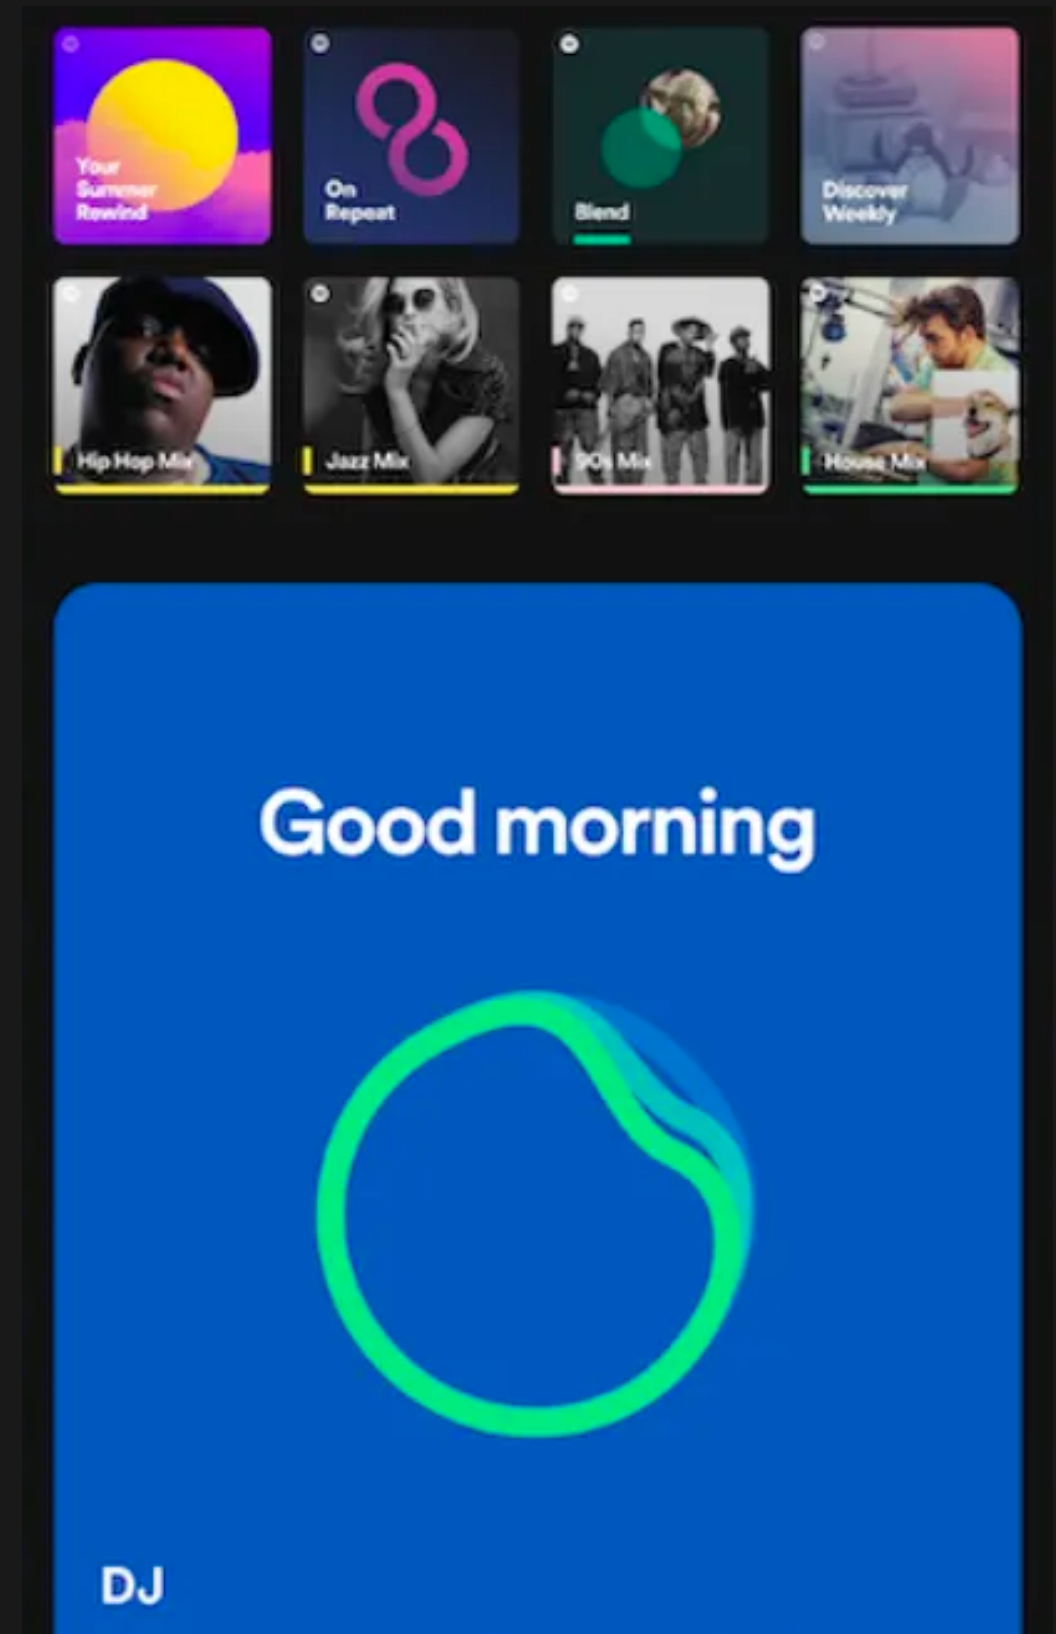 Your
Summer
Rewind
On
Repeat
Blend
Discover
Weekly
Hip Hop Mix
Jazz Mix
90s Mix
House Mix
Good morning
DJ